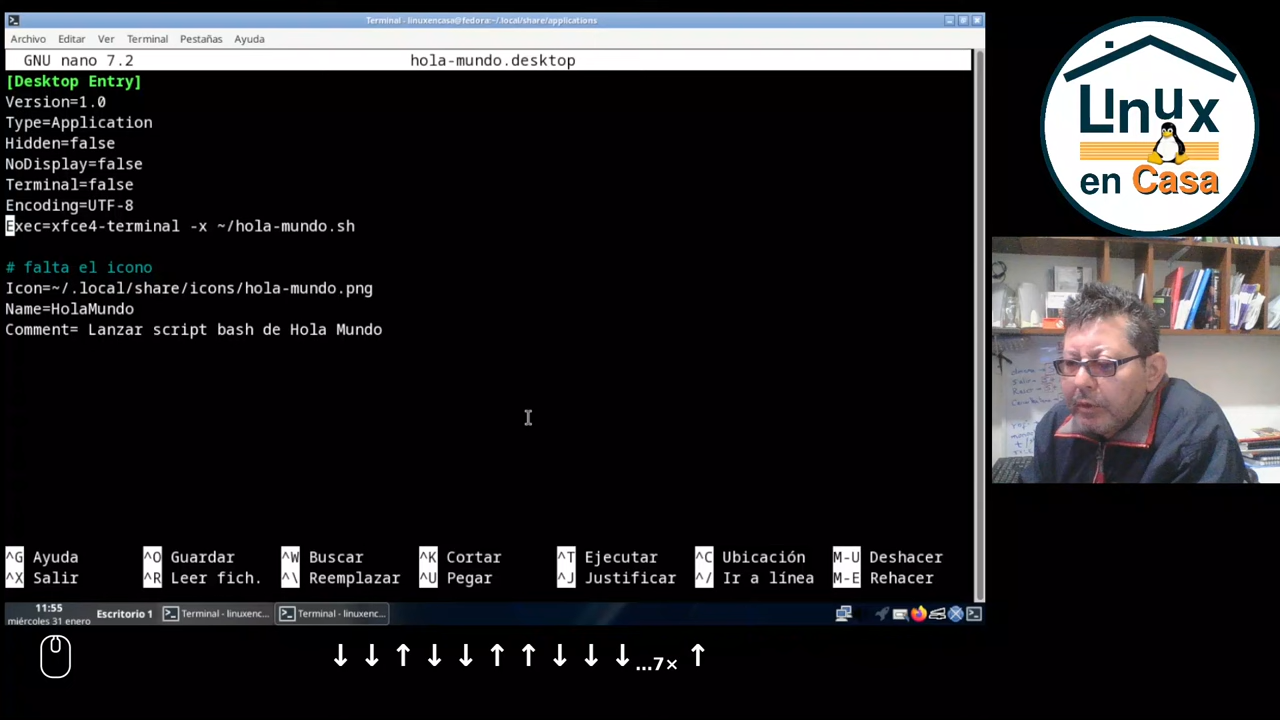 Terminal - linuxencasa@fedora:~/.local/share/applications
Archivo Editar Ver Terminal Pestañas Ayuda
GNU nano 7.2 hola-mundo.desktop
[Desktop Entry]
Version=1.0
Type=Application
Hidden=false
NoDisplay=false
Terminal=false
Encoding=UTF-8
Exec=xfce4-terminal -x ~/hola-mundo.sh
# falta el icono
Icon=~/.local/share/icons/hola-mundo.png
Name=HolaMundo
Comment= Lanzar script bash de Hola Mundo
^G Ayuda ^O Guardar ^W Buscar ^K Cortar ^T Ejecutar ^C Ubicación M-U Deshacer
^X Salir ^R Leer fich. ^\ Reemplazar ^U Pegar ^J Justificar ^/ Ir a línea M-E Rehacer
11:55
miércoles 31 enero
Escritorio 1 Terminal - linuxenc... Terminal - linuxenc...
↓ ↓ ↑ ↓ ↓ ↑ ↑ ↓ ↓ ↓...7× ↑
Linux
en Casa